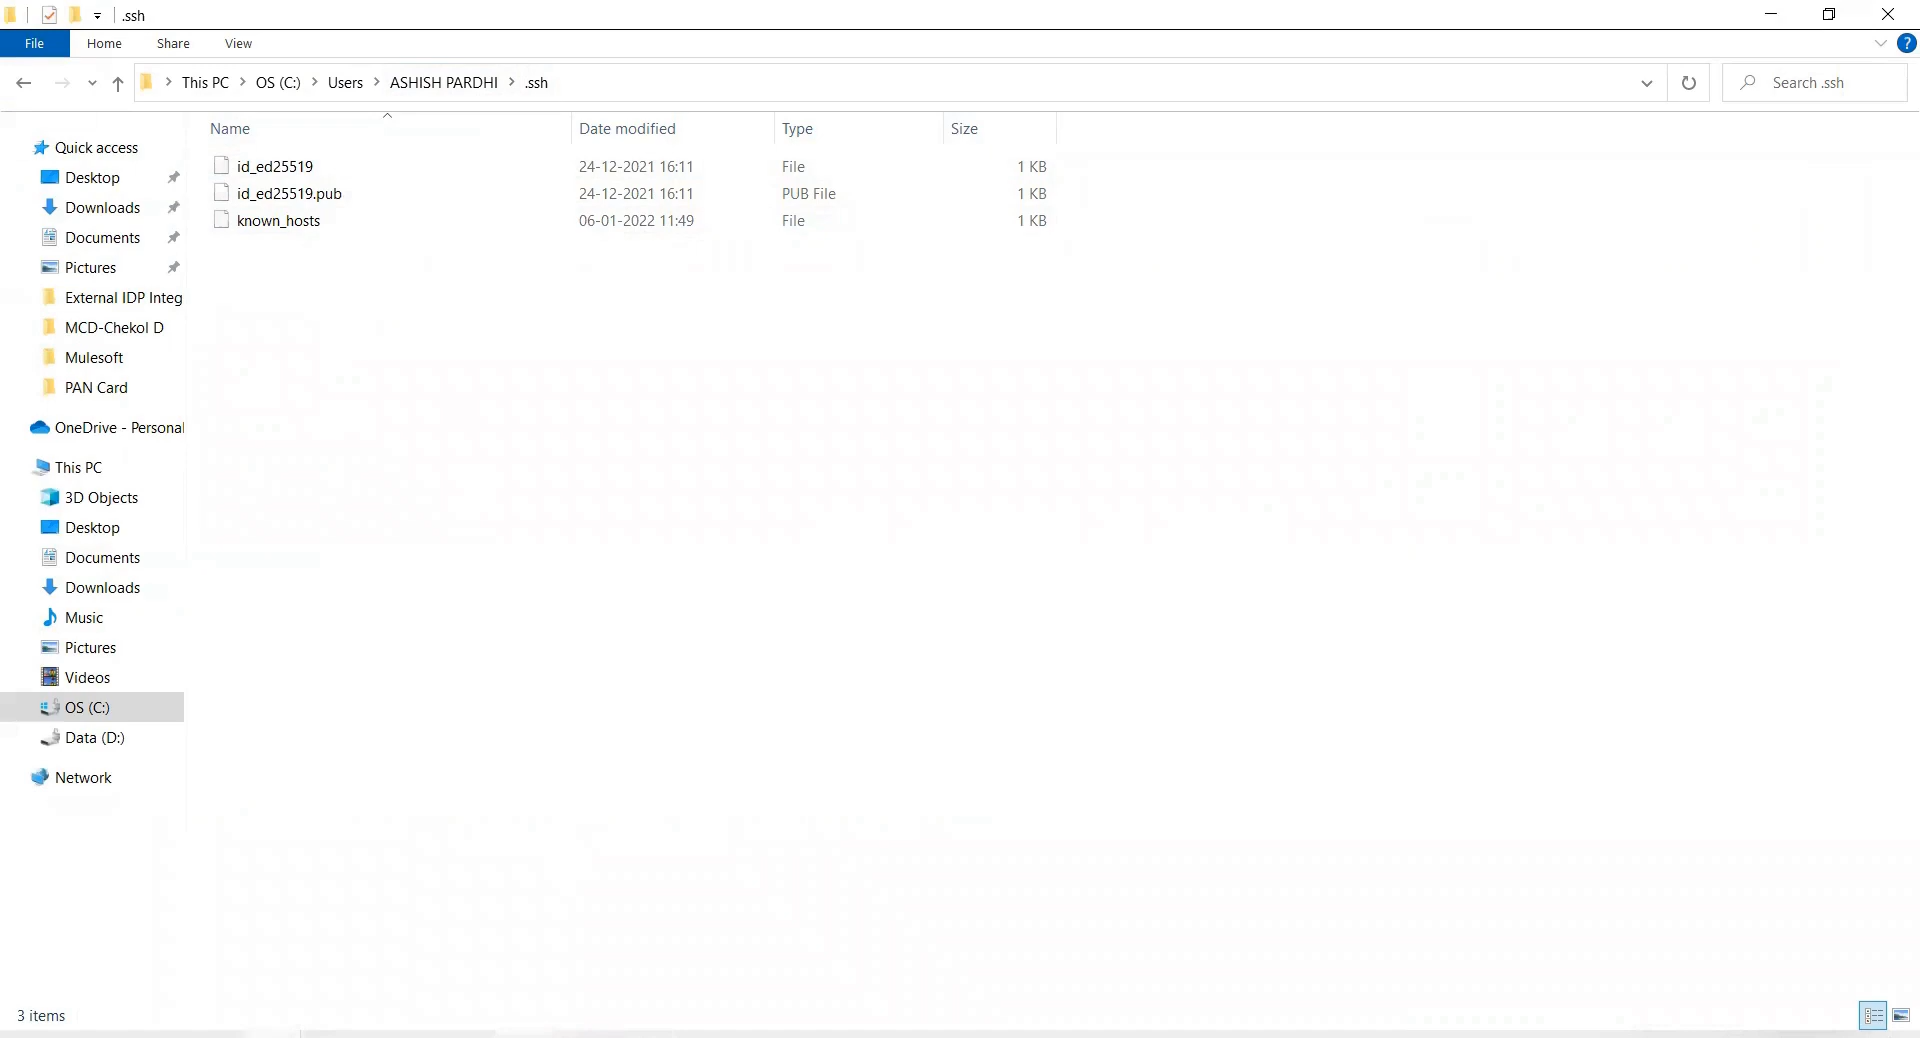 .ssh
File Home Share View
This PC OS (C:) Users ASHISH PARDHI .ssh
Search .ssh
Name Date modified Type Size
id_ed25519 24-12-2021 16:11 File 1 KB
id_ed25519.pub 24-12-2021 16:11 PUB File 1 KB
known_hosts 06-01-2022 11:49 File 1 KB
Quick access
Desktop
Downloads
Documents
Pictures
External IDP Integ
MCD-Chekol D
Mulesoft
PAN Card
OneDrive - Personal
This PC
3D Objects
Desktop
Documents
Downloads
Music
Pictures
Videos
OS (C:)
Data (D:)
Network
3 items